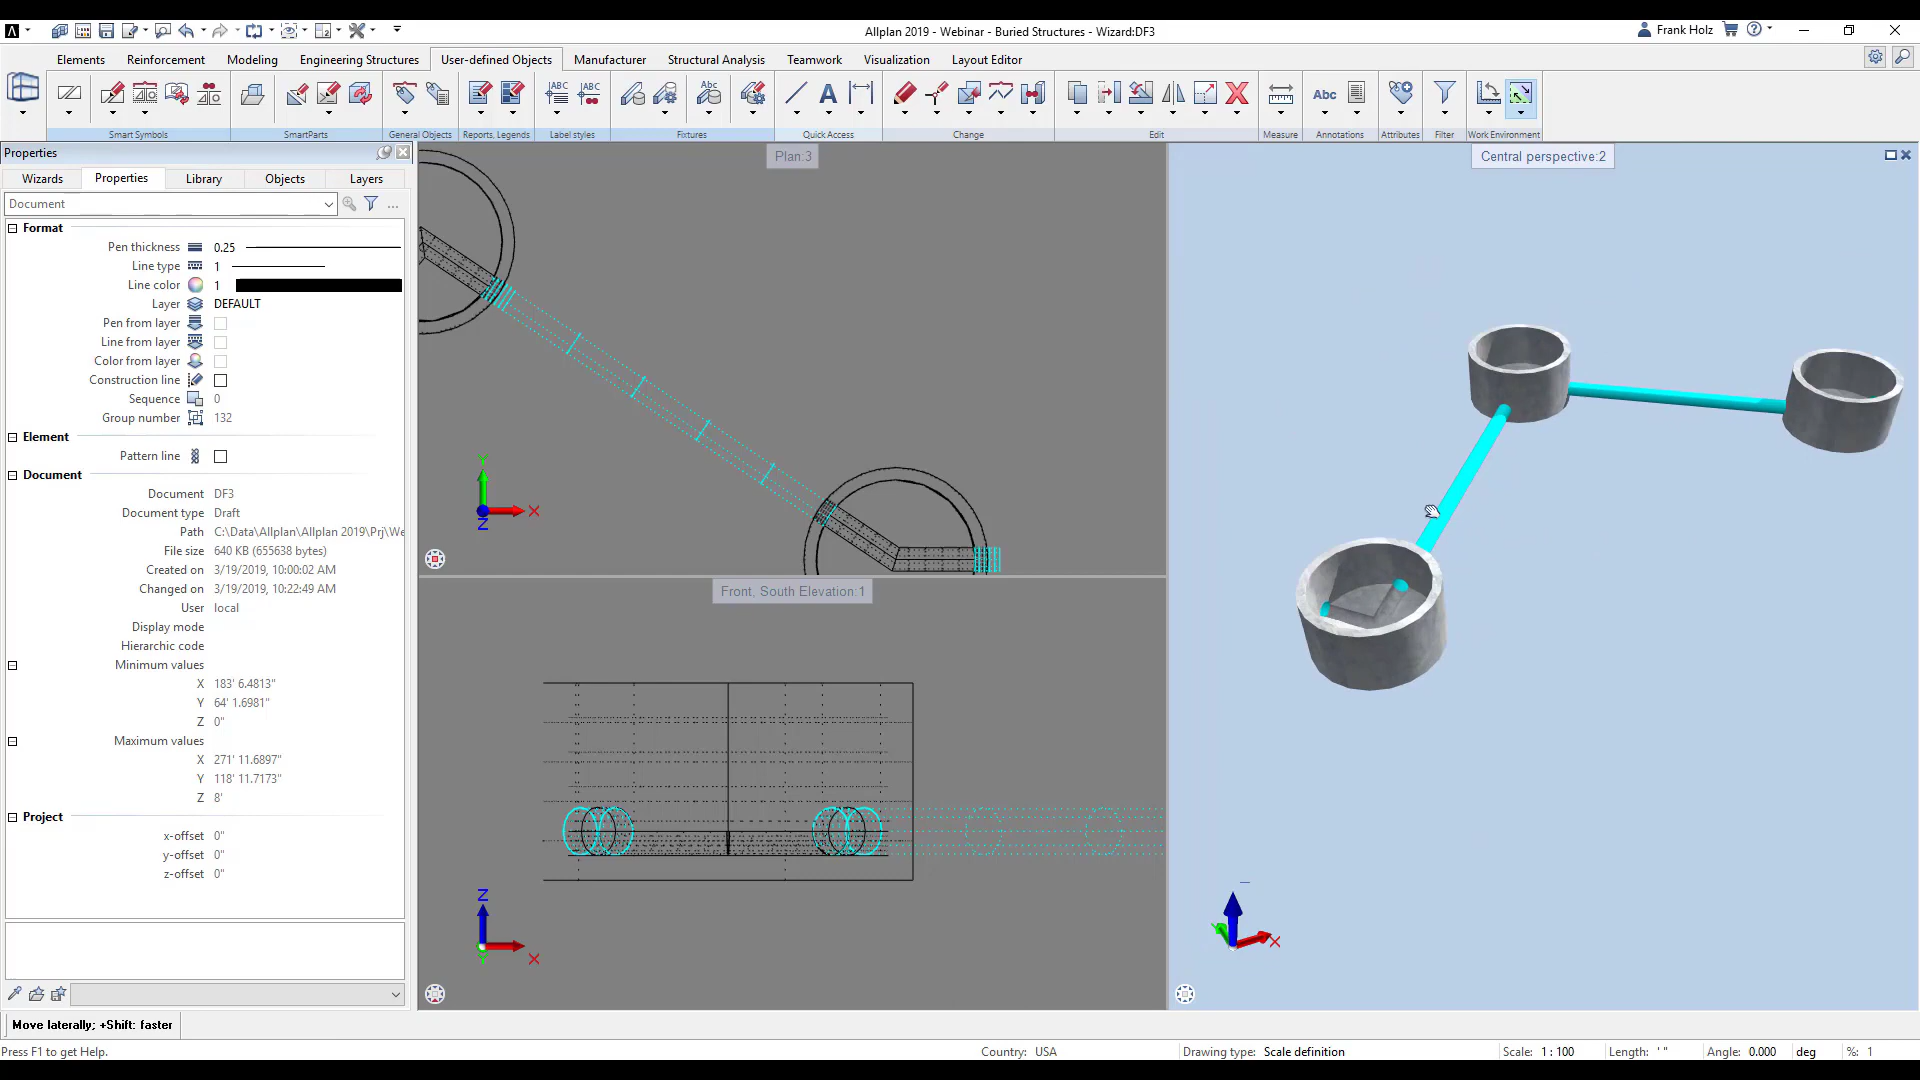 Allplan 2019 - Webinar - Buried Structures - Wizard:DF3
Frank Holz
Elements Reinforcement Modeling Engineering Structures User-defined Objects Manufacturer Structural Analysis Teamwork Visualization Layout Editor
Smart Symbols SmartParts General Objects Reports, Legends Label styles Fixtures Quick Access Change Edit Measure Annotations Attributes Filter Work Environment
Properties
Wizards Properties Library Objects Layers
Document
Format
Pen thickness 0.25
Line type 1
Line color 1
Layer DEFAULT
Pen from layer
Line from layer
Color from layer
Construction line
Sequence 0
Group number 132
Element
Pattern line
Document
Document DF3
Document type Draft
Path C:\Data\Allplan\Allplan 2019\Prj\We
File size 640 KB (655638 bytes)
Created on 3/19/2019, 10:00:02 AM
Changed on 3/19/2019, 10:22:49 AM
User local
Display mode
Hierarchic code
Minimum values
X 183' 6.4813"
Y 64' 1.6981"
Z 0"
Maximum values
X 271' 11.6897"
Y 118' 11.7173"
Z 8'
Project
x-offset 0"
y-offset 0"
z-offset 0"
Plan:3
Y
X
Z
Front, South Elevation:1
Z
X
Y
Central perspective:2
X
Move laterally; +Shift: faster
Press F1 to get Help.
Country: USA Drawing type: Scale definition Scale: 1 : 100 Length: ' " Angle: 0.000 deg %: 1